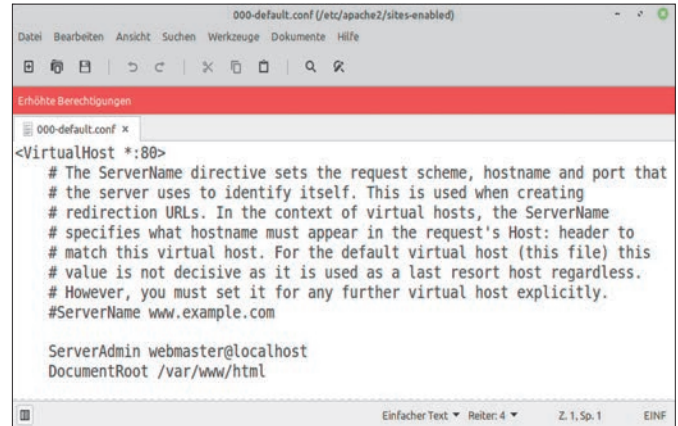 000-default.conf (/etc/apache2/sites-enabled)
Datei Bearbeiten Ansicht Suchen Werkzeuge Dokumente Hilfe
Erhöhte Berechtigungen
000-default.conf ×
<VirtualHost *:80>
# The ServerName directive sets the request scheme, hostname and port that
# the server uses to identify itself. This is used when creating
# redirection URLs. In the context of virtual hosts, the ServerName
# specifies what hostname must appear in the request's Host: header to
# match this virtual host. For the default virtual host (this file) this
# value is not decisive as it is used as a last resort host regardless.
# However, you must set it for any further virtual host explicitly.
#ServerName www.example.com
ServerAdmin webmaster@localhost
DocumentRoot /var/www/html
Einfacher Text ▼ Reiter: 4 ▼ Z. 1, Sp. 1 EINF